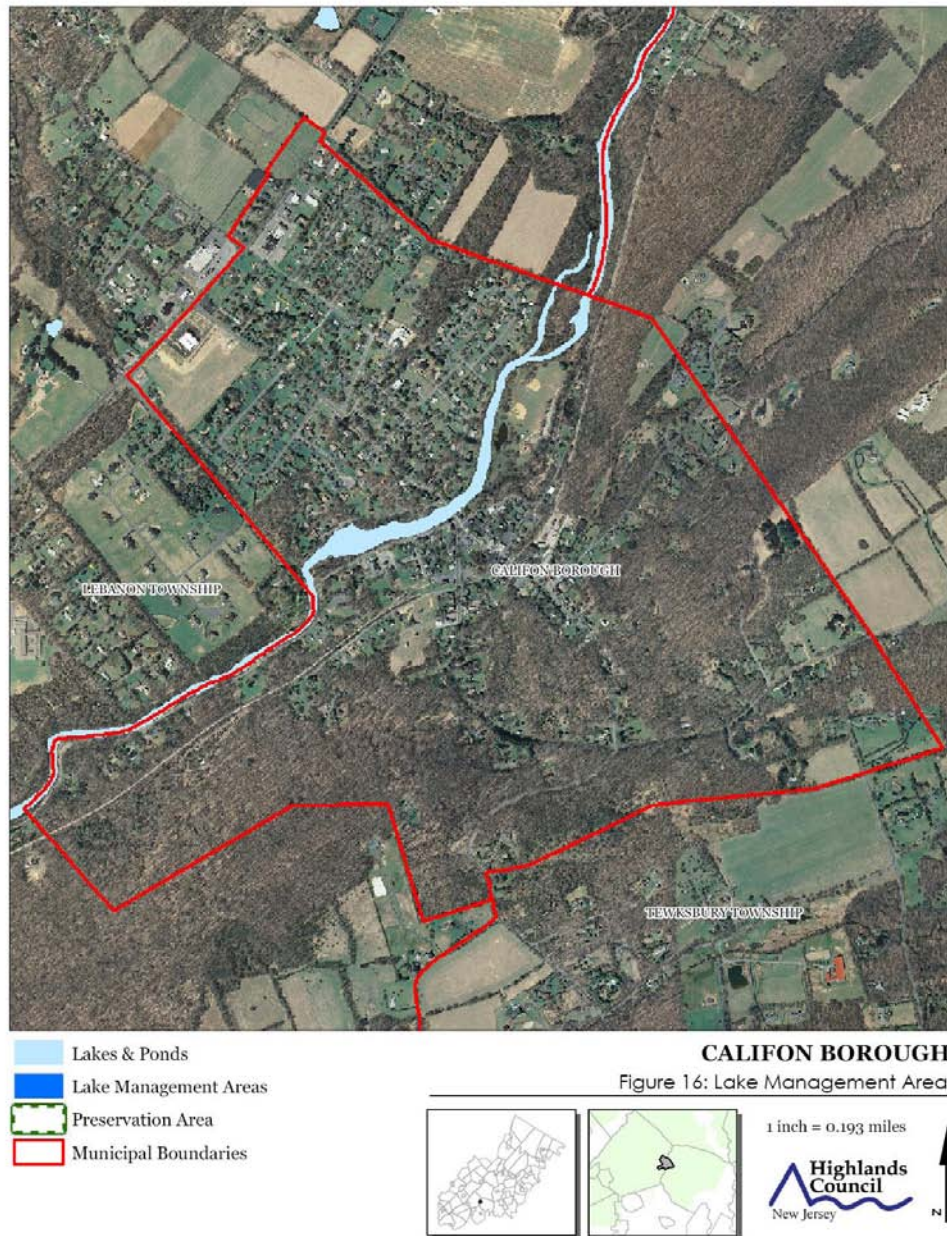 LEBANON TOWNSHIP
CALIFON BOROUGH
TEWKSBURY TOWNSHIP
Lakes & Ponds
Lake Management Areas
Preservation Area
Municipal Boundaries
CALIFON BOROUGH
Figure 16: Lake Management Area
1 inch = 0.193 miles
Highlands
Council
New Jersey
N